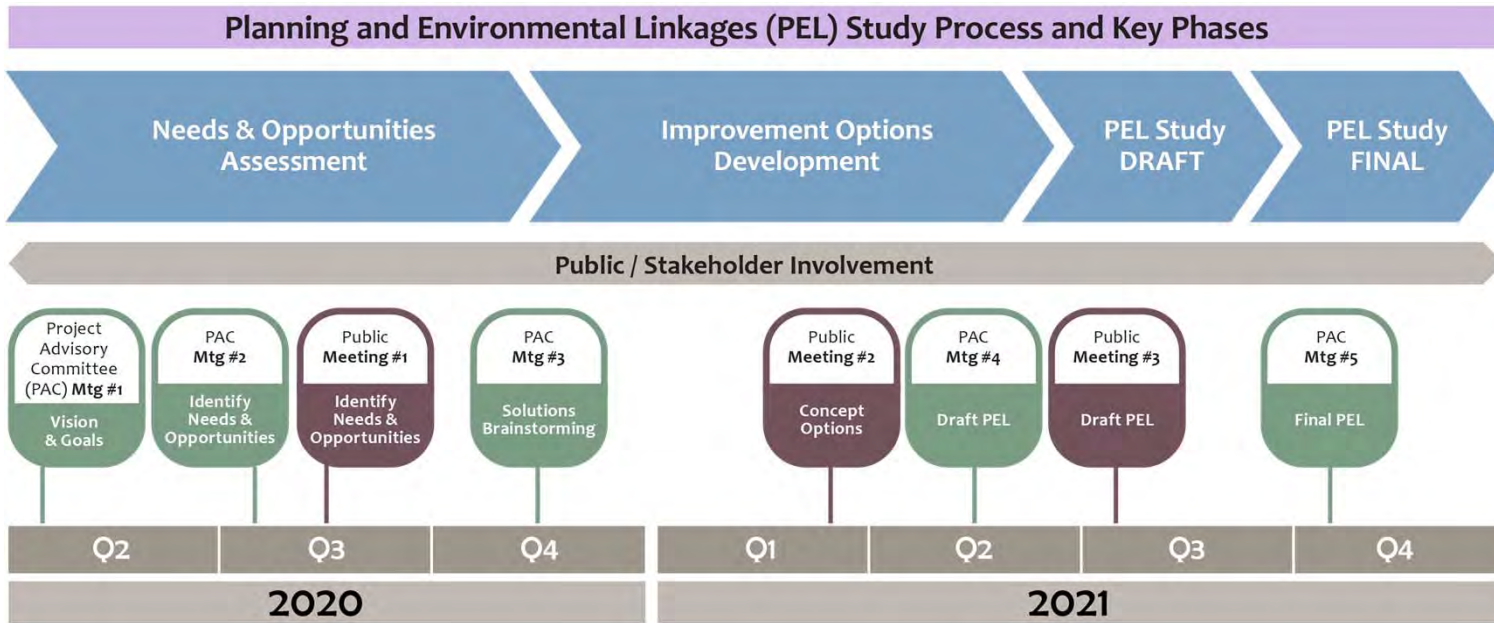 Planning and Environmental Linkages (PEL) Study Process and Key Phases
Needs & Opportunities
Assessment
Improvement Options
Development
PEL Study
DRAFT
PEL Study
FINAL
Public / Stakeholder Involvement
Project
Advisory
Committee
(PAC) Mtg #1
Vision
& Goals
PAC
Mtg #2
Identify
Needs &
Opportunities
Public
Meeting #1
Identify
Needs &
Opportunities
PAC
Mtg #3
Solutions
Brainstorming
Public
Meeting #2
Concept
Options
PAC
Mtg #4
Draft PEL
Public
Meeting #3
Draft PEL
PAC
Mtg #5
Final PEL
Q2
Q3
Q4
Q1
Q2
Q3
Q4
2020
2021